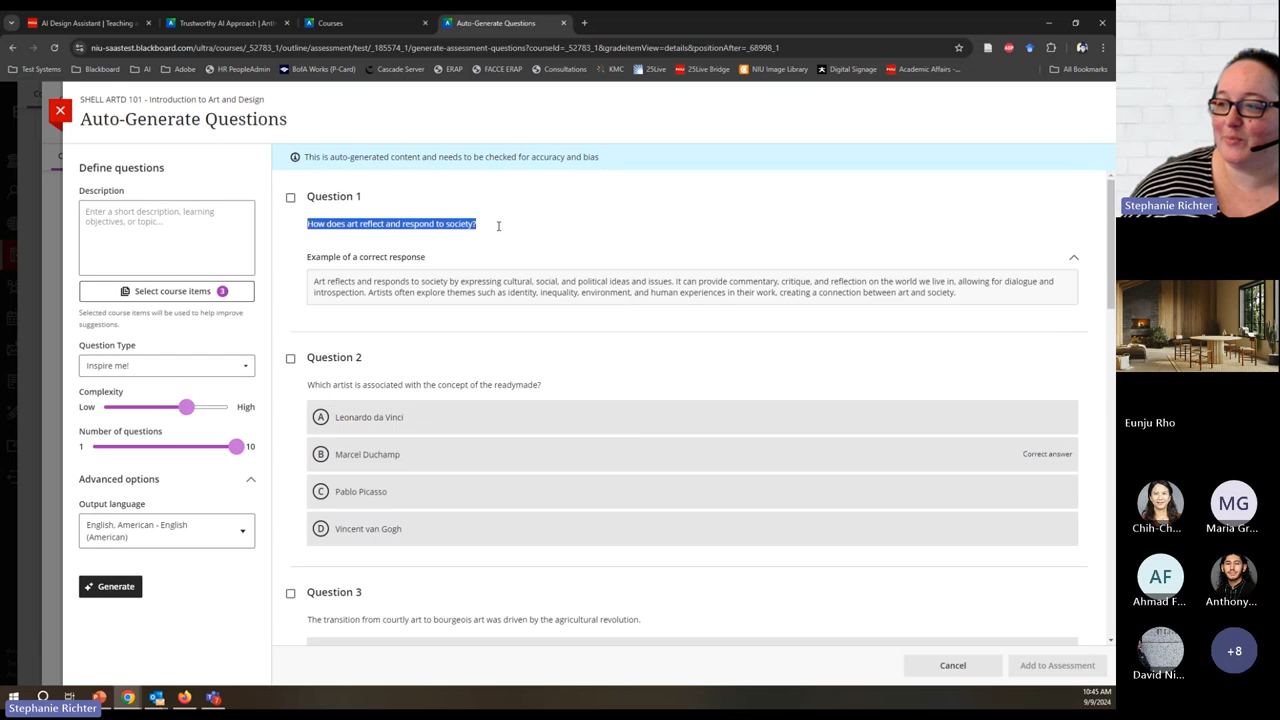 AI Design Assistant | Teaching a
Trustworthy AI Approach | Anth
Courses
Auto-Generate Questions
niu-saastest.blackboard.com/ultra/courses/_52783_1/outline/assessment/test/_185574_1/generate-assessment-questions?courseId=_52783_1&gradeitemView=details&positionAfter=_68998_1
Test Systems
Blackboard
AI
Adobe
HR PeopleAdmin
BofA Works (P-Card)
Cascade Server
ERAP
FACCE ERAP
Consultations
KMC
25Live
25Live Bridge
NIU Image Library
Digital Signage
Academic Affairs -...
All Bookmarks
SHELL ARTD 101 - Introduction to Art and Design
Auto-Generate Questions
Define questions
Description
Enter a short description, learning
objectives, or topic...
Select course items 3
Selected course items will be used to help improve
suggestions.
Question Type
Inspire me!
Complexity
Low
High
Number of questions
1
10
Advanced options
Output language
English, American - English
(American)
Generate
This is auto-generated content and needs to be checked for accuracy and bias
Question 1
How does art reflect and respond to society?
Example of a correct response
Art reflects and responds to society by expressing cultural, social, and political ideas and issues. It can provide commentary, critique, and reflection on the world we live in, allowing for dialogue and
introspection. Artists often explore themes such as identity, inequality, environment, and human experiences in their work, creating a connection between art and society.
Question 2
Which artist is associated with the concept of the readymade?
A Leonardo da Vinci
B Marcel Duchamp
Correct answer
C Pablo Picasso
D Vincent van Gogh
Question 3
The transition from courtly art to bourgeois art was driven by the agricultural revolution.
Cancel
Add to Assessment
10:45 AM
9/9/2024
Stephanie Richter
Stephanie Richter
Eunju Rho
Chih-Ch...
MG
Maria Gr...
AF
Ahmad F...
Anthony...
David Ni...
+8